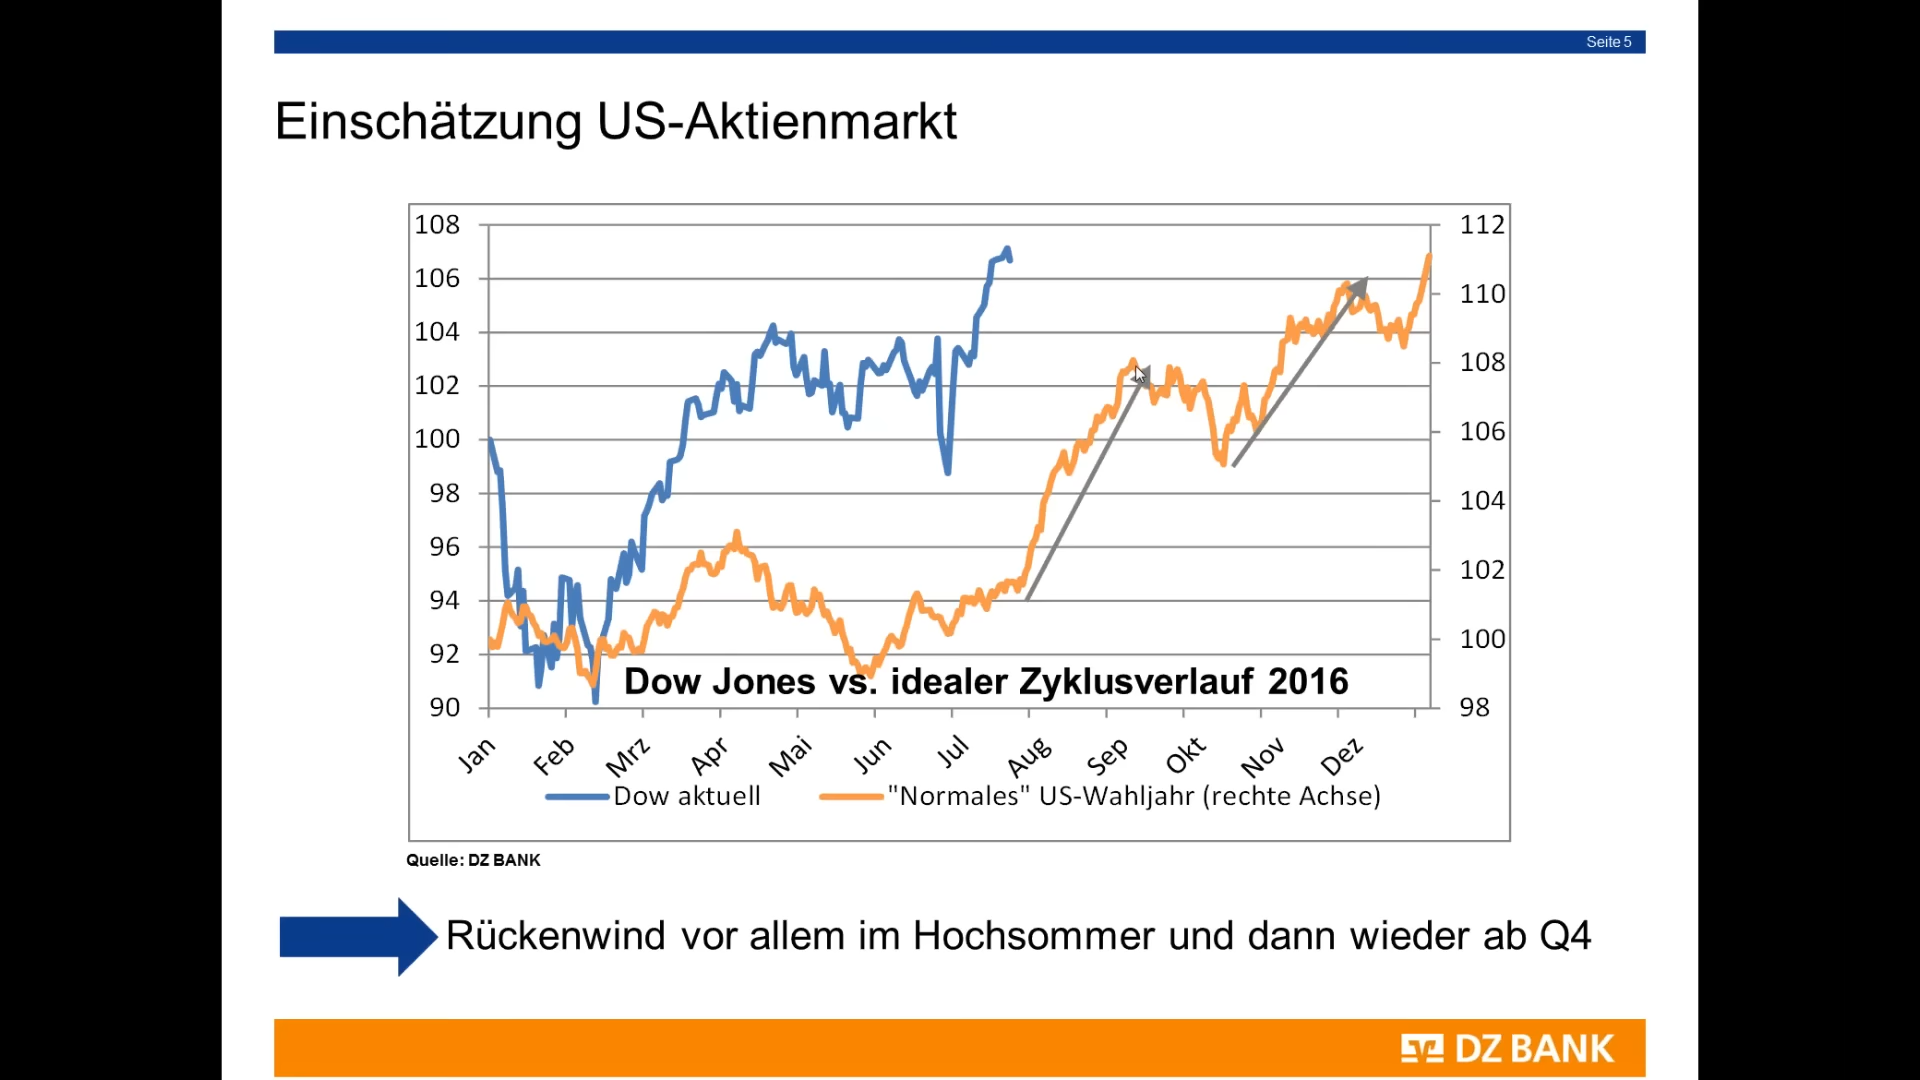 Seite 5
Einschätzung US-Aktienmarkt
108
106
104
102
100
98
96
94
92
90
112
110
108
106
104
102
100
98
Dow Jones vs. idealer Zyklusverlauf 2016
Jan Feb Mrz Apr Mai Jun Jul Aug Sep Okt Nov Dez
Dow aktuell "Normales" US-Wahljahr (rechte Achse)
Quelle: DZ BANK
Rückenwind vor allem im Hochsommer und dann wieder ab Q4
DZ BANK